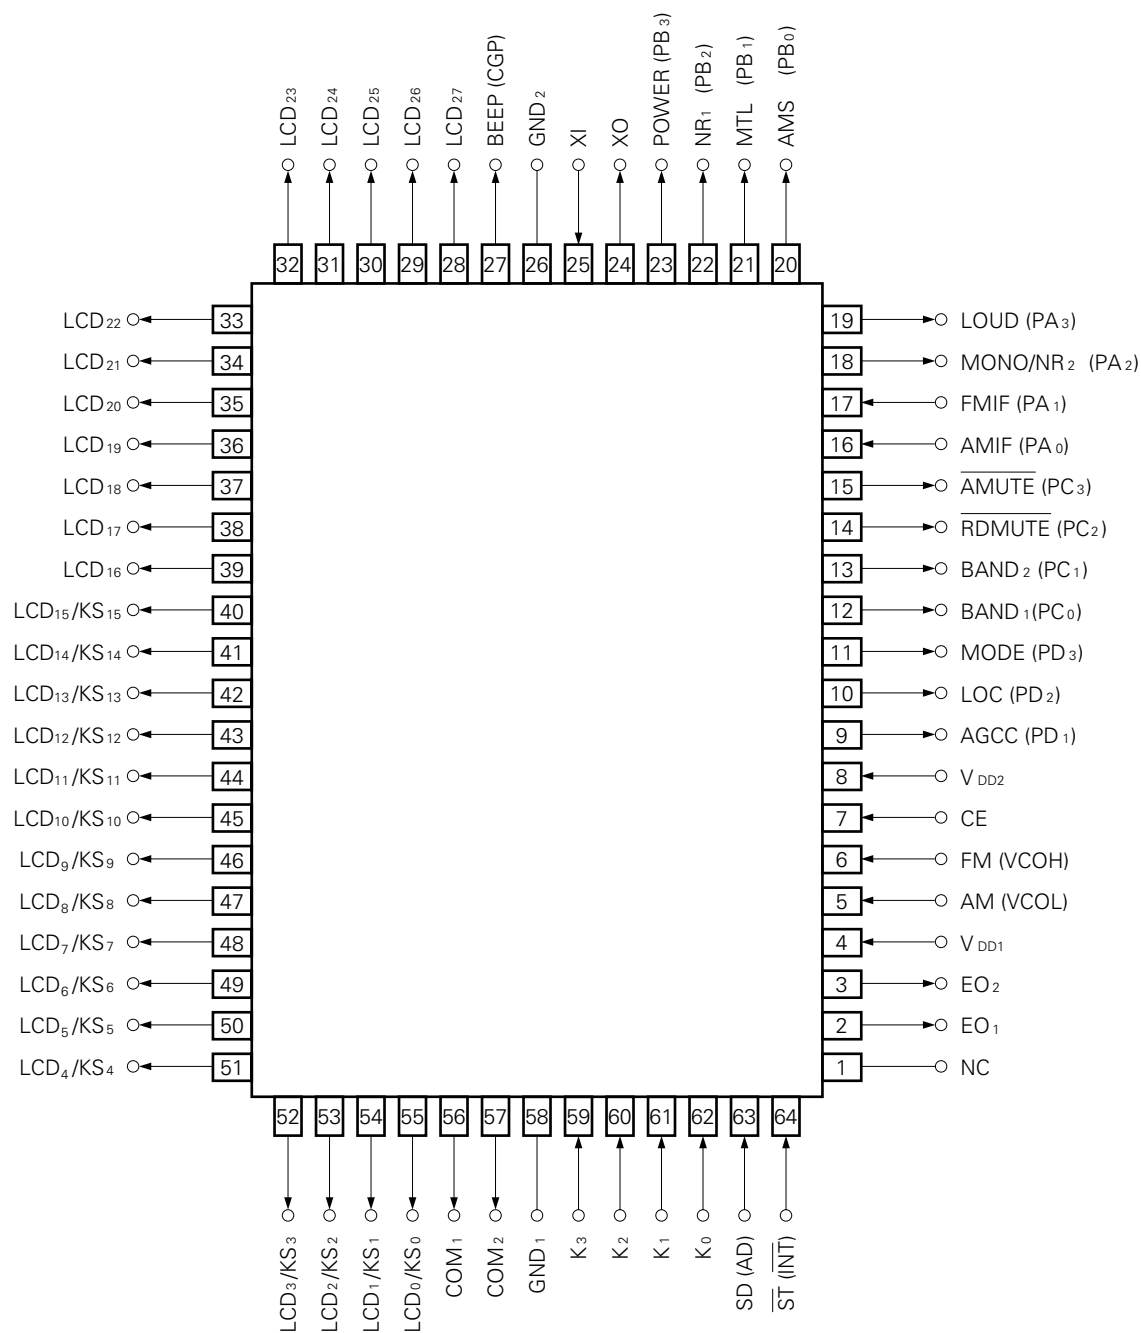 LCD23
LCD24
LCD25
LCD26
LCD27
BEEP (CGP)
GND2
XI
XO
POWER (PB3)
NR1 (PB2)
MTL (PB1)
AMS (PB0)
32 31 30 29 28 27 26 25 24 23 22 21 20
LCD22 33 19 LOUD (PA3)
LCD21 34 18 MONO/NR2 (PA2)
LCD20 35 17 FMIF (PA1)
LCD19 36 16 AMIF (PA0)
LCD18 37 15 AMUTE (PC3)
LCD17 38 14 RDMUTE (PC2)
LCD16 39 13 BAND2 (PC1)
LCD15/KS15 40 12 BAND1(PC0)
LCD14/KS14 41 11 MODE (PD3)
LCD13/KS13 42 10 LOC (PD2)
LCD12/KS12 43 9 AGCC (PD1)
LCD11/KS11 44 8 VDD2
LCD10/KS10 45 7 CE
LCD9/KS9 46 6 FM (VCOH)
LCD8/KS8 47 5 AM (VCOL)
LCD7/KS7 48 4 VDD1
LCD6/KS6 49 3 EO2
LCD5/KS5 50 2 EO1
LCD4/KS4 51 1 NC
52 53 54 55 56 57 58 59 60 61 62 63 64
LCD3/KS3
LCD2/KS2
LCD1/KS1
LCD0/KS0
COM1
COM2
GND1
K3
K2
K1
K0
SD (AD)
ST (INT)